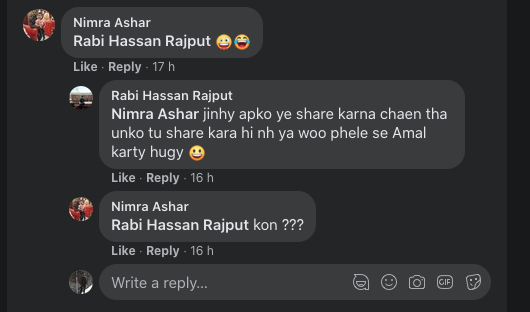 Nimra Ashar
Rabi Hassan Rajput 😀😂
Like · Reply · 17 h
Rabi Hassan Rajput
Nimra Ashar jinhy apko ye share karna chaen tha
unko tu share kara hi nh ya woo phele se Amal
karty hugy 😀
Like · Reply · 16 h
Nimra Ashar
Rabi Hassan Rajput kon ???
Like · Reply · 16 h
Write a reply...
GIF